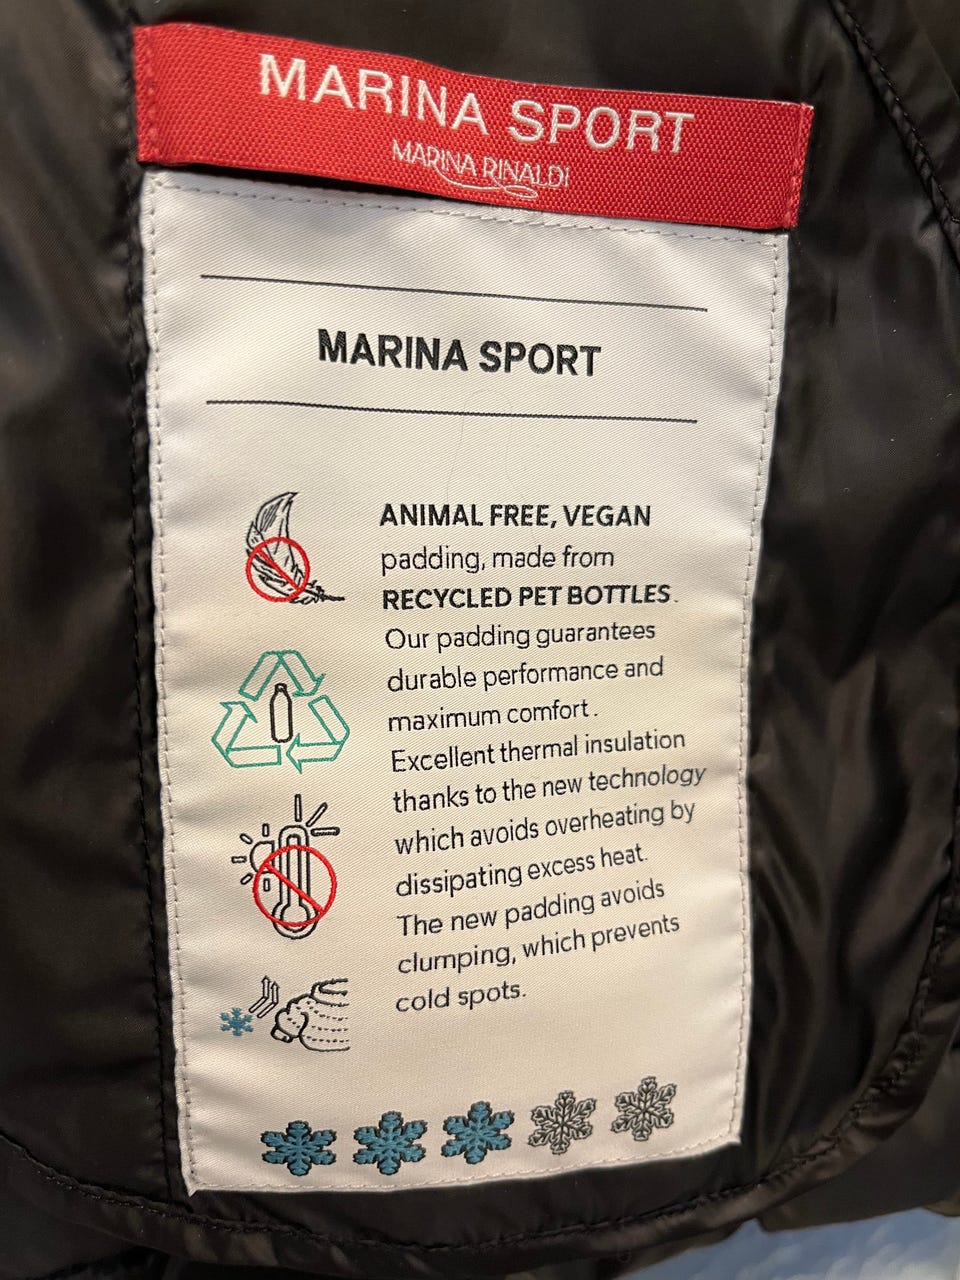 MARINA SPORT
MARINA RINALDI
MARINA SPORT
ANIMAL FREE, VEGAN
padding, made from
RECYCLED PET BOTTLES.
Our padding guarantees
durable performance and
maximum comfort.
Excellent thermal insulation
thanks to the new technology
which avoids overheating by
dissipating excess heat.
The new padding avoids
clumping, which prevents
cold spots.